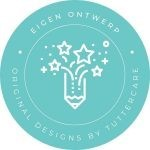 EIGEN ONTWERP
ORIGINAL DESIGNS BY TUTTERCARE